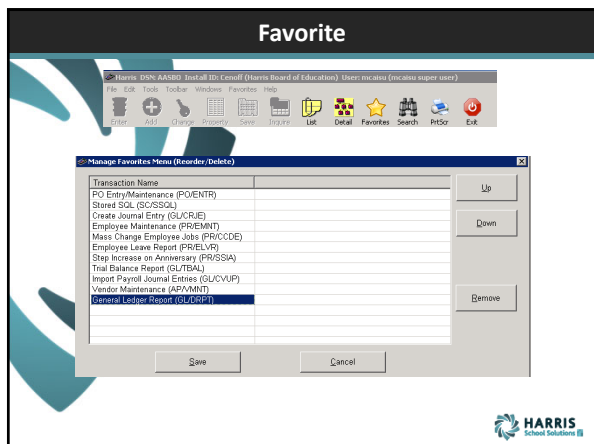 Favorite
Harris DSN: AASBO Install ID: Cenoff (Harris Board of Education) User: mcaisu (mcaisu super user)
File Edit Tools Toolbar Windows Favorites Help
Enter Add Change Property Save Inquire List Detail Favorites Search PrtScr Exit
Manage Favorites Menu (Reorder/Delete)
Transaction Name
PO Entry/Maintenance (PO/ENTR)
Stored SQL (SC/SSQL)
Create Journal Entry (GL/CRJE)
Employee Maintenance (PR/EMNT)
Mass Change Employee Jobs (PR/CCDE)
Employee Leave Report (PR/ELVR)
Step Increase on Anniversary (PR/SSIA)
Trial Balance Report (GL/TBAL)
Import Payroll Journal Entries (GL/CVUP)
Vendor Maintenance (AP/VMNT)
General Ledger Report (GL/DRPT)
Up
Down
Remove
Save Cancel
HARRIS
School Solutions